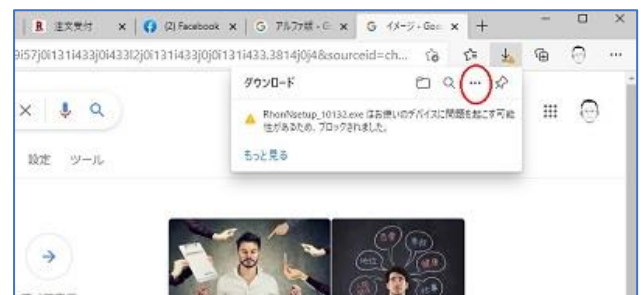 注文受付
(2) Facebook
アルファ班 - G
イメージ - Goo
9i57j0i131i433j0i433l2j0i131i433j0j0i131i433.3814j0j4&sourceid=ch...
ダウンロード
RhonNsetup_10132.exe はお使いのデバイスに問題を起こす可能
性があるため、ブロックされました。
もっと見る
設定 ツール